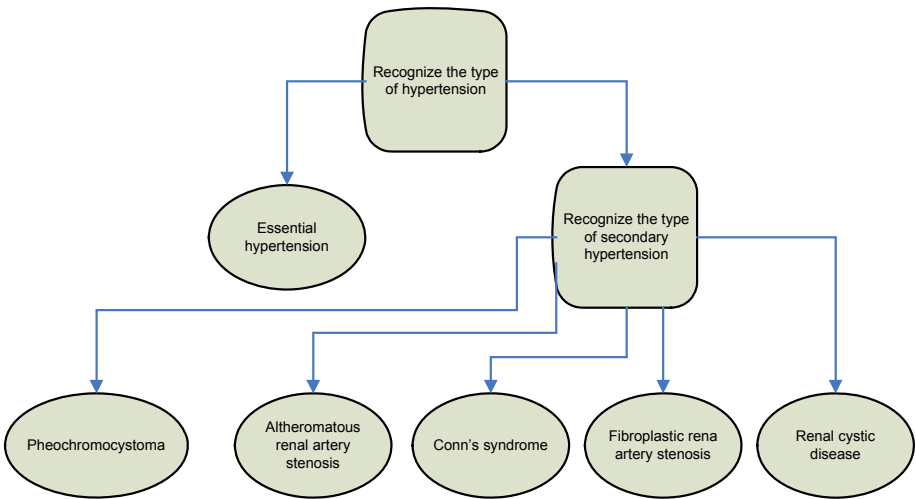 Recognize the type
of hypertension
Essential
hypertension
Recognize the type
of secondary
hypertension
Pheochromocystoma
Altheromatous
renal artery
stenosis
Conn's syndrome
Fibroplastic rena
artery stenosis
Renal cystic
disease